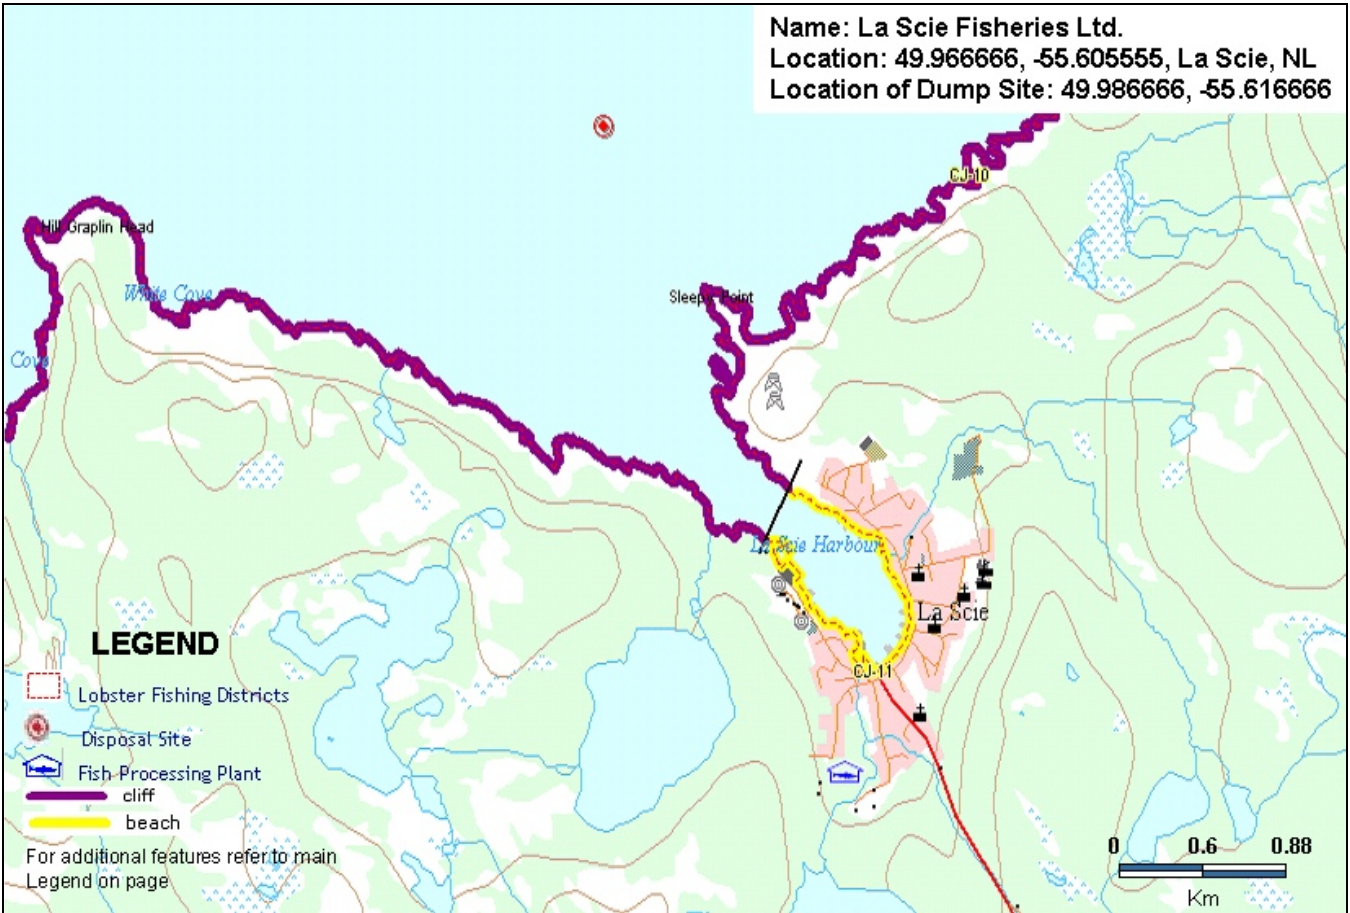 Name: La Scie Fisheries Ltd.
Location: 49.966666, -55.605555, La Scie, NL
Location of Dump Site: 49.986666, -55.616666
CJ-10
Hill Graplin Head
White Cove
Sleepy Point
Cove
La Scie Harbour
La Scie
CJ-11
LEGEND
Lobster Fishing Districts
Disposal Site
Fish Processing Plant
cliff
beach
For additional features refer to main
Legend on page
0 0.6 0.88
Km